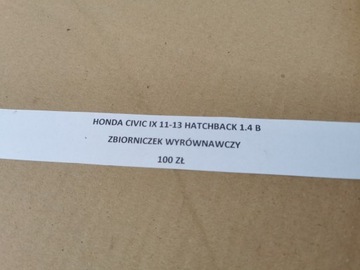 HONDA CIVIC IX 11-13 HATCHBACK 1.4 B
ZBIORNICZEK WYRÓWNAWCZY
100 ZŁ